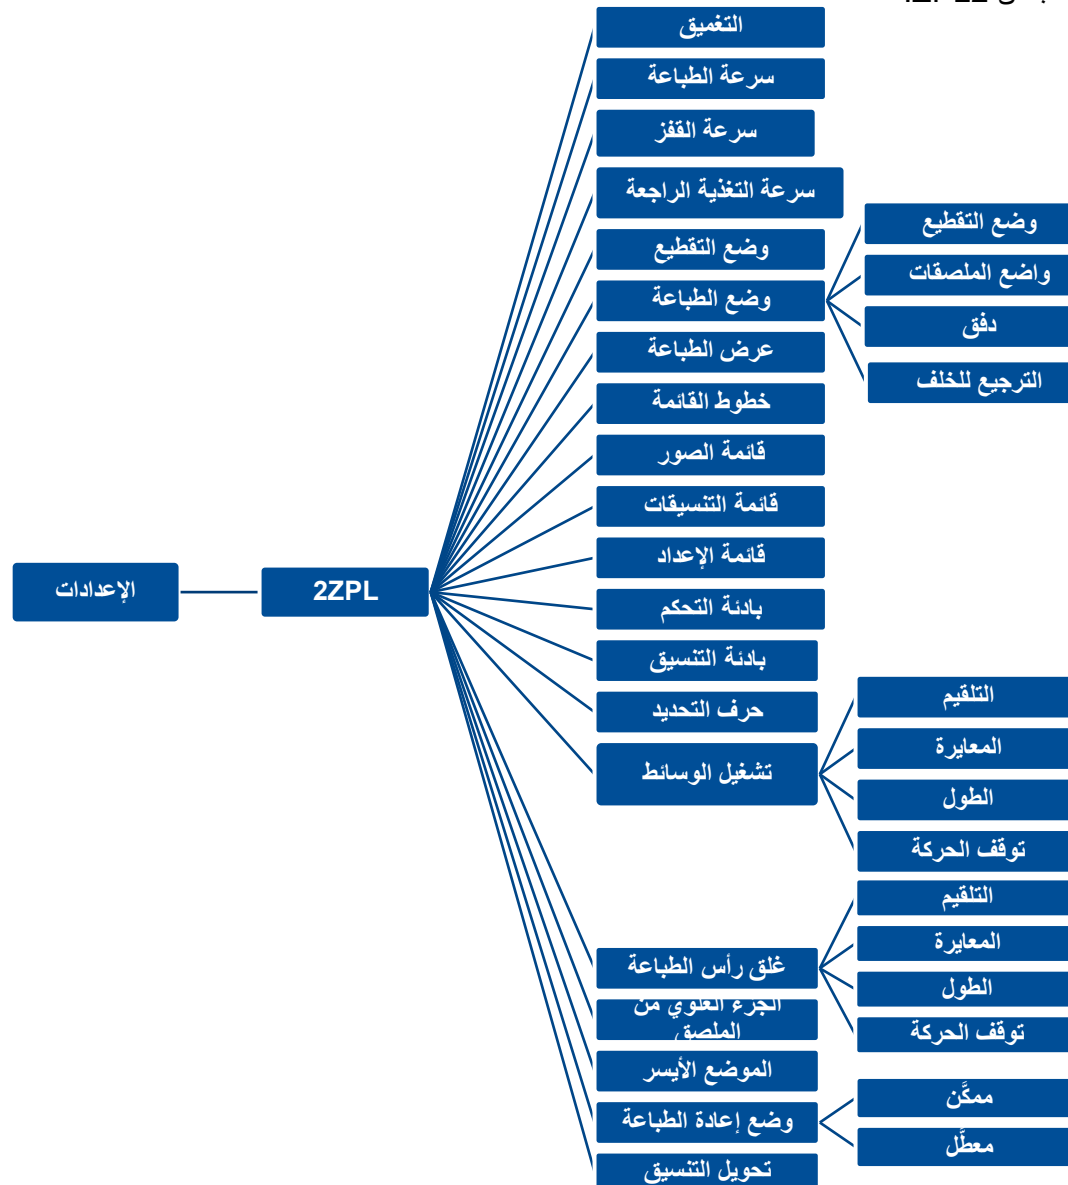 التغميق
سرعة الطباعة
سرعة القفز
سرعة التغذية الراجعة
وضع التقطيع
وضع الطباعة
وضع التقطيع
واضع الملصقات
دفق
الترجيع للخلف
عرض الطباعة
خطوط القائمة
قائمة الصور
قائمة التنسيقات
قائمة الإعداد
بادئة التحكم
بادئة التنسيق
حرف التحديد
تشغيل الوسائط
التلقيم
المعايرة
الطول
توقف الحركة
الإعدادات
2ZPL
غلق رأس الطباعة
التلقيم
المعايرة
الطول
توقف الحركة
الجزء العلوي من
الملصق
الموضع الأيسر
وضع إعادة الطباعة
ممكَّن
معطَّل
تحويل التنسيق